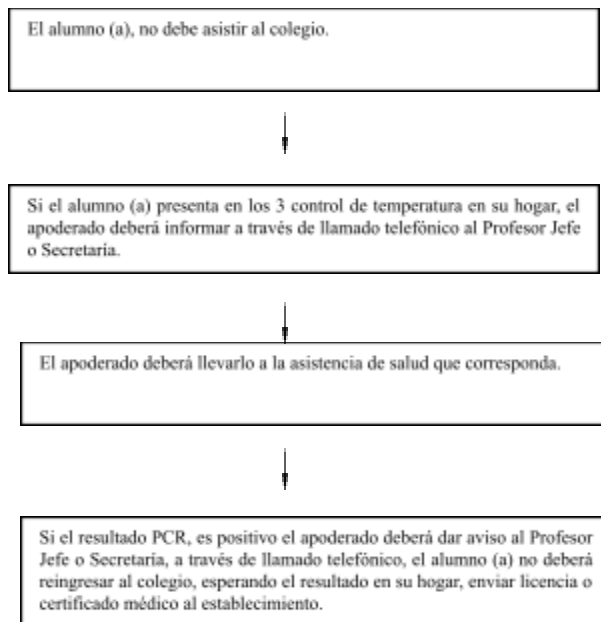 El alumno (a), no debe asistir al colegio.
Si el alumno (a) presenta en los 3 control de temperatura en su hogar, el
apoderado deberá informar a través de llamado telefónico al Profesor Jefe
o Secretaría.
El apoderado deberá llevarlo a la asistencia de salud que corresponda.
Si el resultado PCR, es positivo el apoderado deberá dar aviso al Profesor
Jefe o Secretaría, a través de llamado telefónico, el alumno (a) no deberá
reingresar al colegio, esperando el resultado en su hogar, enviar licencia o
certificado médico al establecimiento.